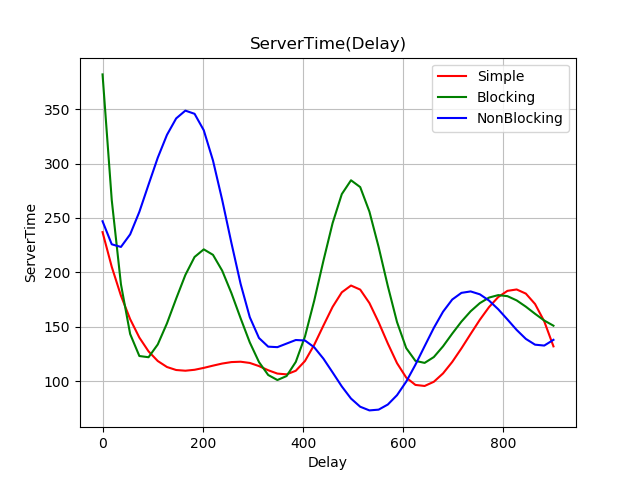 ServerTime(Delay)
Simple
Blocking
NonBlocking
ServerTime
350
300
250
200
150
100
0 200 400 600 800
Delay